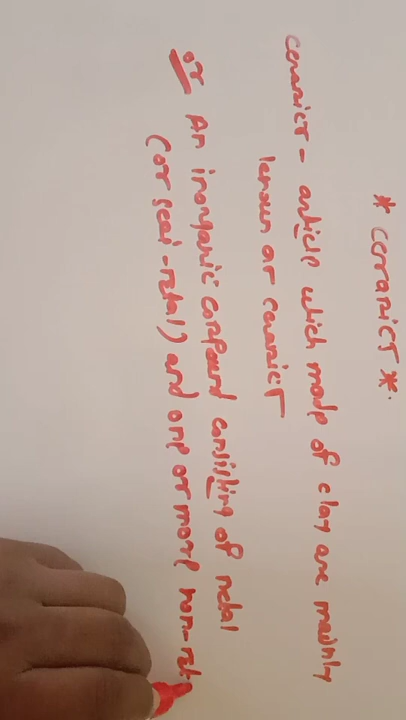 * ceramics *
ceramics - article which made of clay are mainly
known as ceramics
or An inorganic compound consisting of metal
(or semi-metal) and one or more non-met